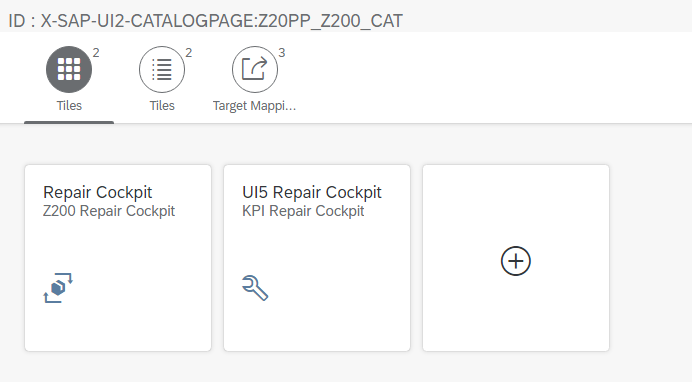 ID : X-SAP-UI2-CATALOGPAGE:Z20PP_Z200_CAT
2
2
3
Tiles
Tiles
Target Mappi...
Repair Cockpit
Z200 Repair Cockpit
UI5 Repair Cockpit
KPI Repair Cockpit